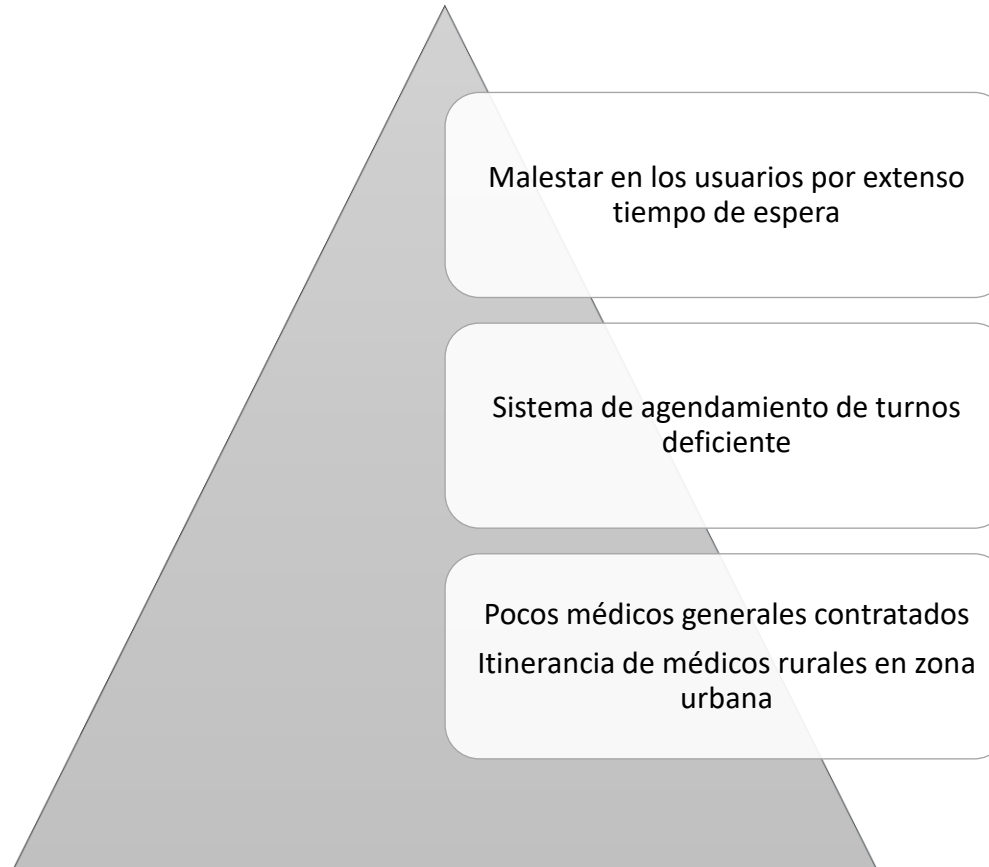 Malestar en los usuarios por extenso
tiempo de espera
Sistema de agendamiento de turnos
deficiente
Pocos médicos generales contratados
Itinerancia de médicos rurales en zona
urbana